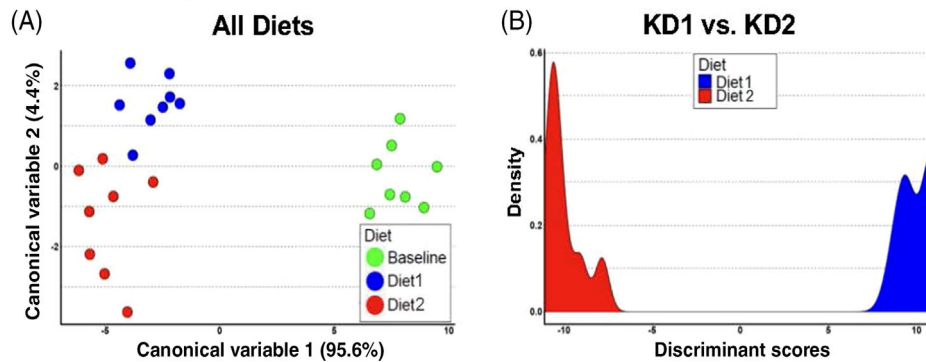 (A)
All Diets
Canonical variable 2 (4.4%)
2
0
-2
-5
0
5
10
Diet
Baseline
Diet1
Diet2
Canonical variable 1 (95.6%)
(B)
KD1 vs. KD2
Density
0.6
0.4
0.2
0.0
-10
-5
0
5
10
Diet
Diet1
Diet 2
Discriminant scores